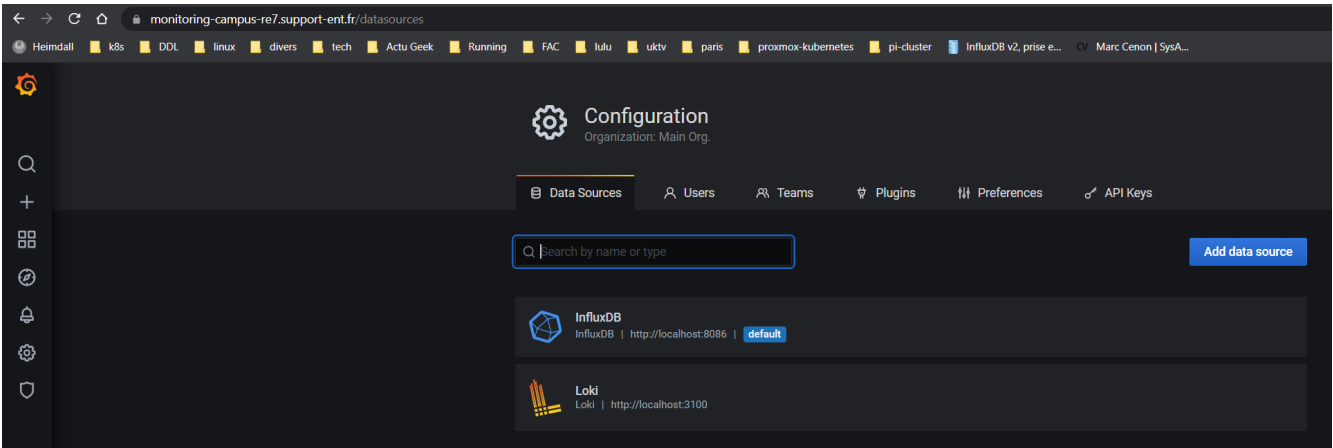 monitoring-campus-re7.support-ent.fr/datasources
Heimdall k8s DDL linux divers tech Actu Geek Running FAC lulu uktv paris proxmox-kubernetes pi-cluster InfluxDB v2, prise e... CV Marc Cenon | SysA...
Configuration
Organization: Main Org.
Data Sources Users Teams Plugins Preferences API Keys
Search by name or type Add data source
InfluxDB
InfluxDB | http://localhost:8086 | default
Loki
Loki | http://localhost:3100